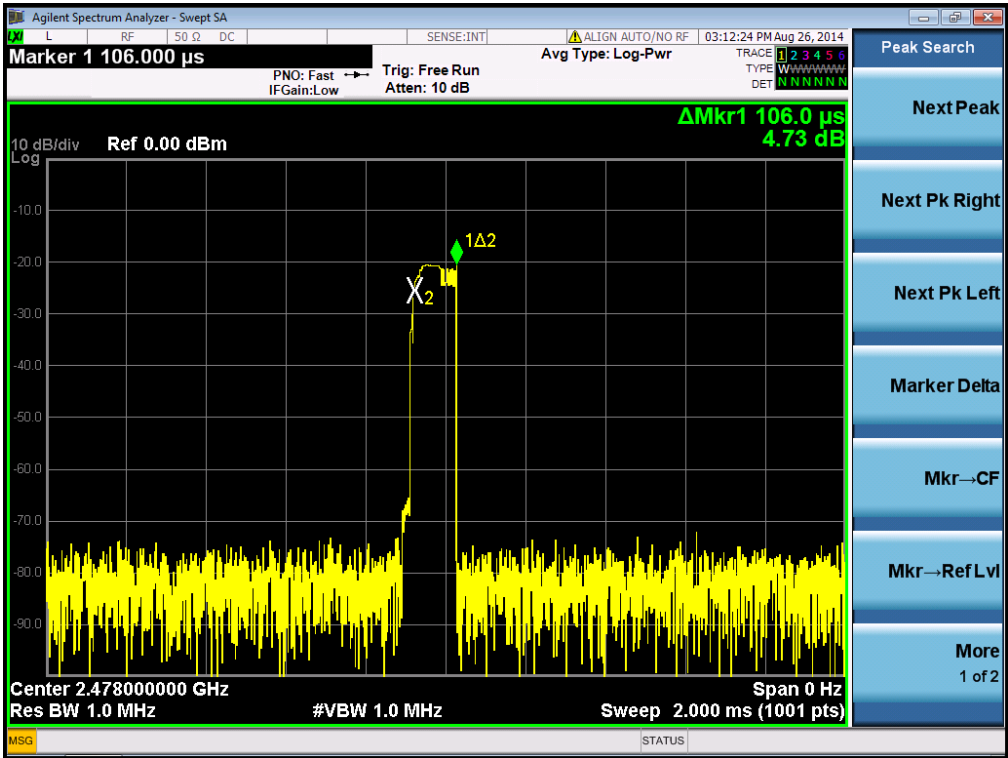 Agilent Spectrum Analyzer - Swept SA
LXI L RF 50 Ω DC SENSE:INT ALIGN AUTO/NO RF 03:12:24 PM Aug 26, 2014
Marker 1 106.000 µs
PNO: Fast
IFGain:Low
Trig: Free Run
Atten: 10 dB
Avg Type: Log-Pwr
TRACE 1 2 3 4 5 6
TYPE WWWWWW
DET N N N N N N
ΔMkr1 106.0 µs
4.73 dB
10 dB/div Ref 0.00 dBm
Log
-10.0
-20.0
-30.0
-40.0
-50.0
-60.0
-70.0
-80.0
-90.0
1Δ2
X2
Center 2.478000000 GHz
Span 0 Hz
Res BW 1.0 MHz
#VBW 1.0 MHz
Sweep 2.000 ms (1001 pts)
MSG
STATUS
Peak Search
Next Peak
Next Pk Right
Next Pk Left
Marker Delta
Mkr→CF
Mkr→Ref Lvl
More
1 of 2